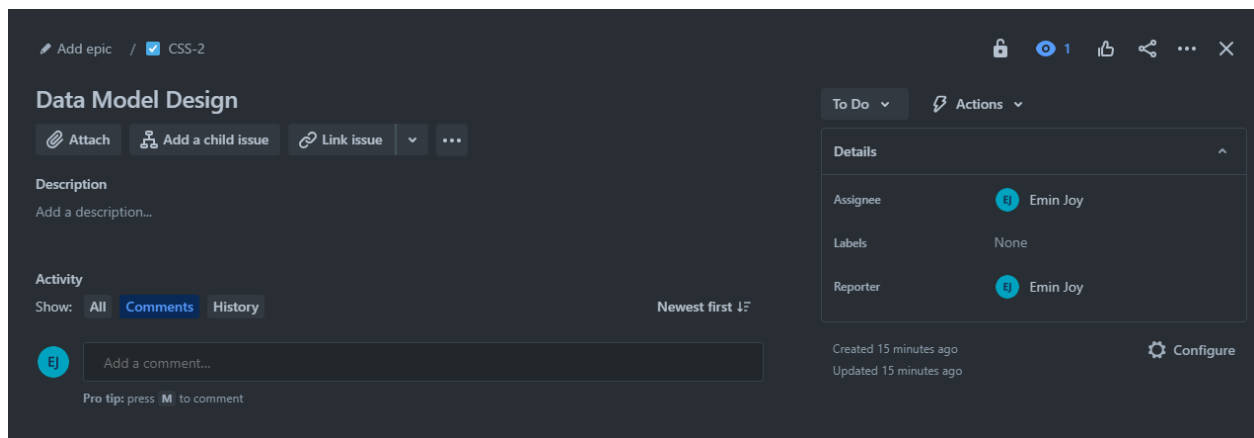 Add epic / CSS-2
1
Data Model Design
To Do
Actions
Attach
Add a child issue
Link issue
Details
Description
Add a description...
Assignee
EJ Emin Joy
Labels
None
Reporter
EJ Emin Joy
Activity
Show: All Comments History
Newest first
Created 15 minutes ago
Updated 15 minutes ago
Configure
EJ
Add a comment...
Pro tip: press M to comment